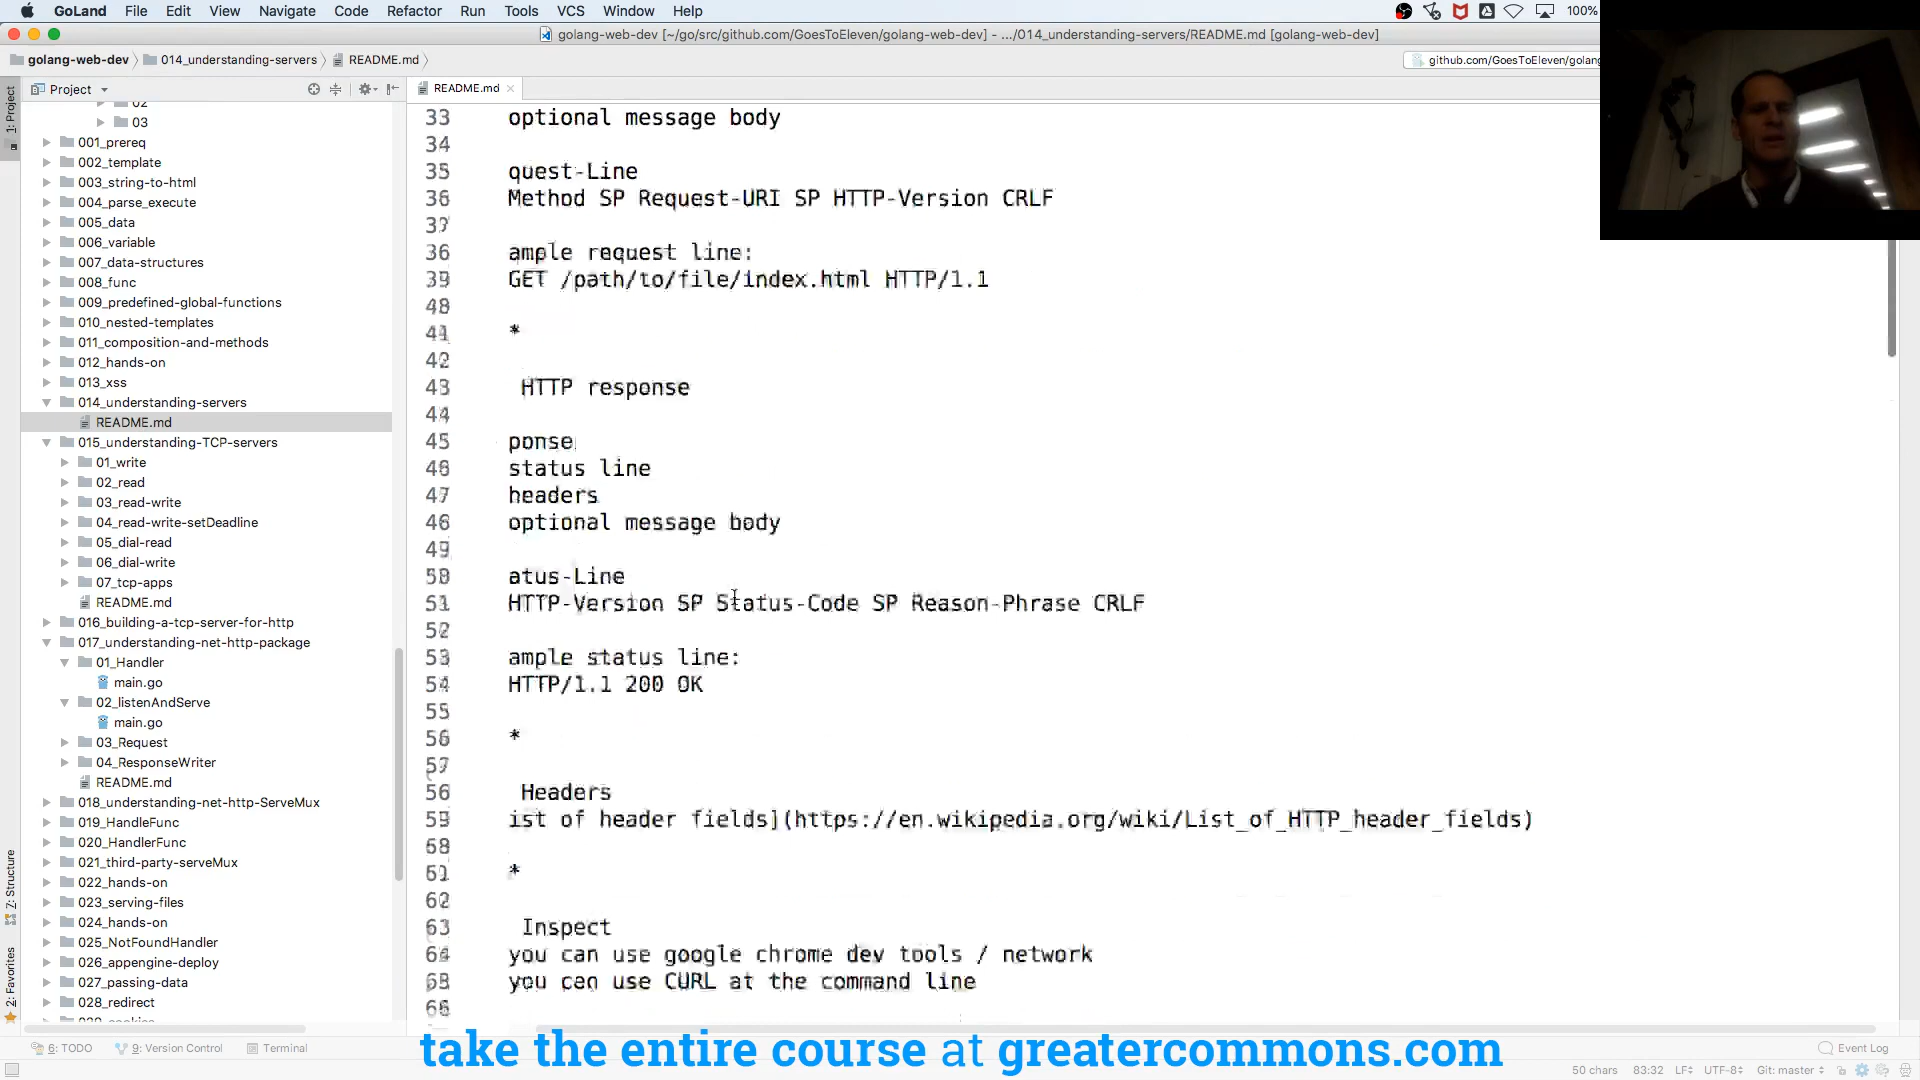 GoLand File Edit View Navigate Code Refactor Run Tools VCS Window Help 100%
golang-web-dev [~/go/src/github.com/GoesToEleven/golang-web-dev] - .../014_understanding-servers/README.md [golang-web-dev]
golang-web-dev 014_understanding-servers README.md github.com/GoesToEleven/golang
Project README.md
1: Project
02
03
001_prereq
002_template
003_string-to-html
004_parse_execute
005_data
006_variable
007_data-structures
008_func
009_predefined-global-functions
010_nested-templates
011_composition-and-methods
012_hands-on
013_xss
014_understanding-servers
README.md
015_understanding-TCP-servers
01_write
02_read
03_read-write
04_read-write-setDeadline
05_dial-read
06_dial-write
07_tcp-apps
README.md
016_building-a-tcp-server-for-http
017_understanding-net-http-package
01_Handler
main.go
02_listenAndServe
main.go
03_Request
04_ResponseWriter
README.md
018_understanding-net-http-ServeMux
019_HandleFunc
020_HandlerFunc
021_third-party-serveMux
022_hands-on
023_serving-files
024_hands-on
025_NotFoundHandler
026_appengine-deploy
027_passing-data
028_redirect
7: Structure
2: Favorites
33 optional message body
34
35 quest-Line
36 Method SP Request-URI SP HTTP-Version CRLF
37
ample request line:
39 GET /path/to/file/index.html HTTP/1.1
40
41 *
42
43 HTTP response
44
45 ponse
status line
47 headers
optional message body
49
50 atus-Line
51 HTTP-Version SP Status-Code SP Reason-Phrase CRLF
52
53 ample status line:
54 HTTP/1.1 200 OK
55
56 *
57
Headers
ist of header fields](https://en.wikipedia.org/wiki/List_of_HTTP_header_fields)
*
Inspect
64 you can use google chrome dev tools / network
you can use CURL at the command line
take the entire course at greatercommons.com
6: TODO 9: Version Control Terminal Event Log
50 chars 83:32 LF UTF-8 Git: master